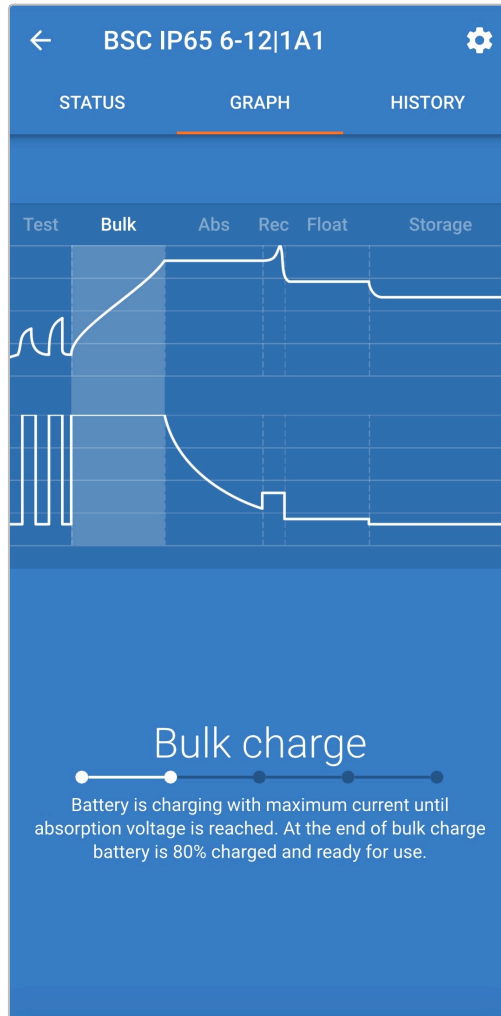 BSC IP65 6-12|1A1
STATUS GRAPH HISTORY
Test Bulk Abs Rec Float Storage
Bulk charge
Battery is charging with maximum current until
absorption voltage is reached. At the end of bulk charge
battery is 80% charged and ready for use.